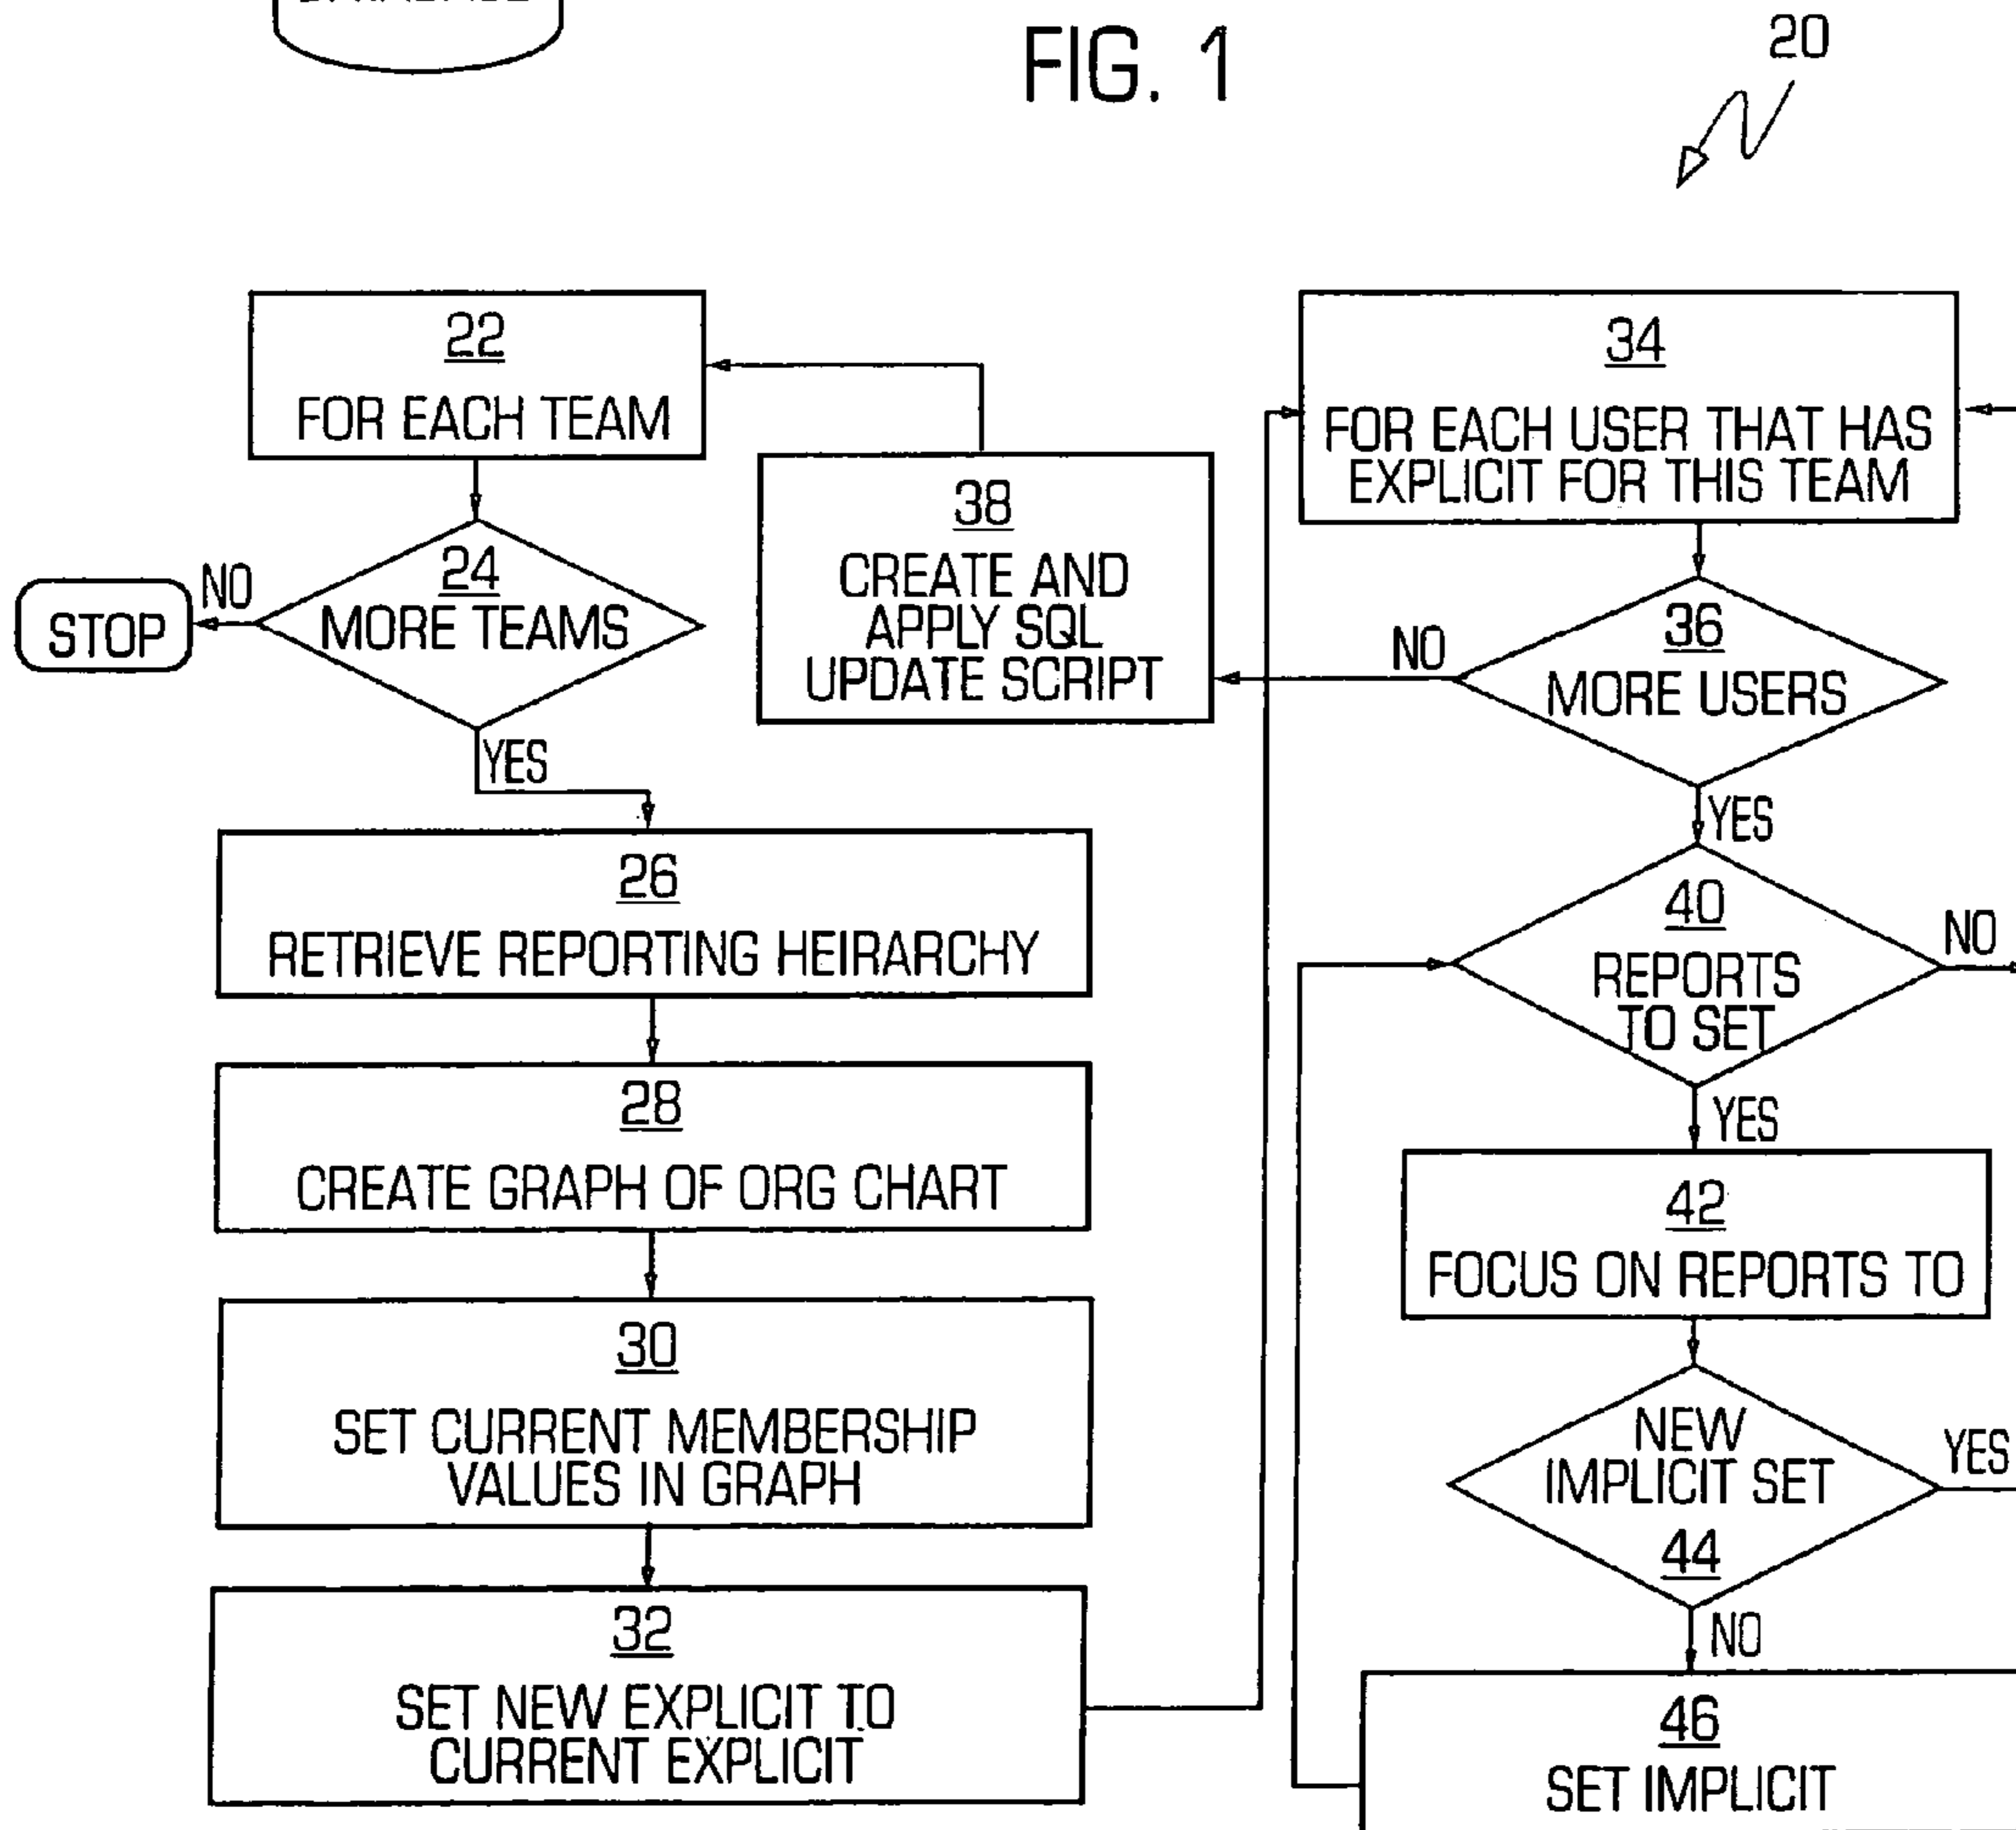 FIG. 1
20
22
FOR EACH TEAM
24
MORE TEAMS
NO
STOP
YES
26
RETRIEVE REPORTING HEIRARCHY
28
CREATE GRAPH OF ORG CHART
30
SET CURRENT MEMBERSHIP
VALUES IN GRAPH
32
SET NEW EXPLICIT TO
CURRENT EXPLICIT
38
CREATE AND
APPLY SQL
UPDATE SCRIPT
34
FOR EACH USER THAT HAS
EXPLICIT FOR THIS TEAM
36
MORE USERS
NO
YES
40
REPORTS
TO SET
NO
YES
42
FOCUS ON REPORTS TO
NEW
IMPLICIT SET
44
YES
NO
46
SET IMPLICIT